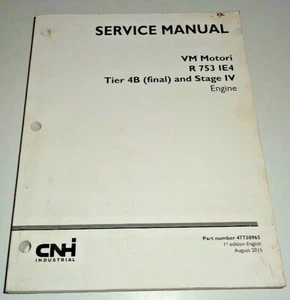 SERVICE MANUAL
VM Motori
R 753 IE4
Tier 4B (final) and Stage IV
Engine
CNH
INDUSTRIAL
Part number 47730965
1st edition English
August 2015